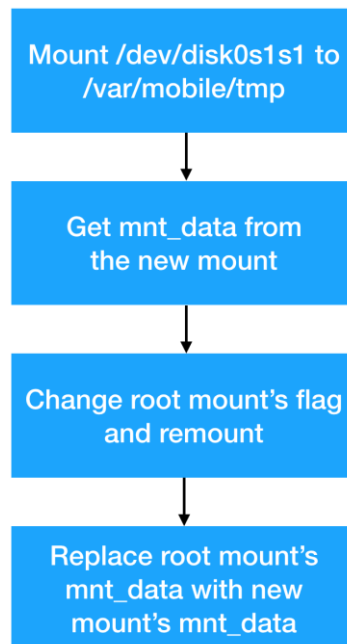 Mount /dev/disk0s1s1 to
/var/mobile/tmp
Get mnt_data from
the new mount
Change root mount’s flag
and remount
Replace root mount’s
mnt_data with new
mount’s mnt_data